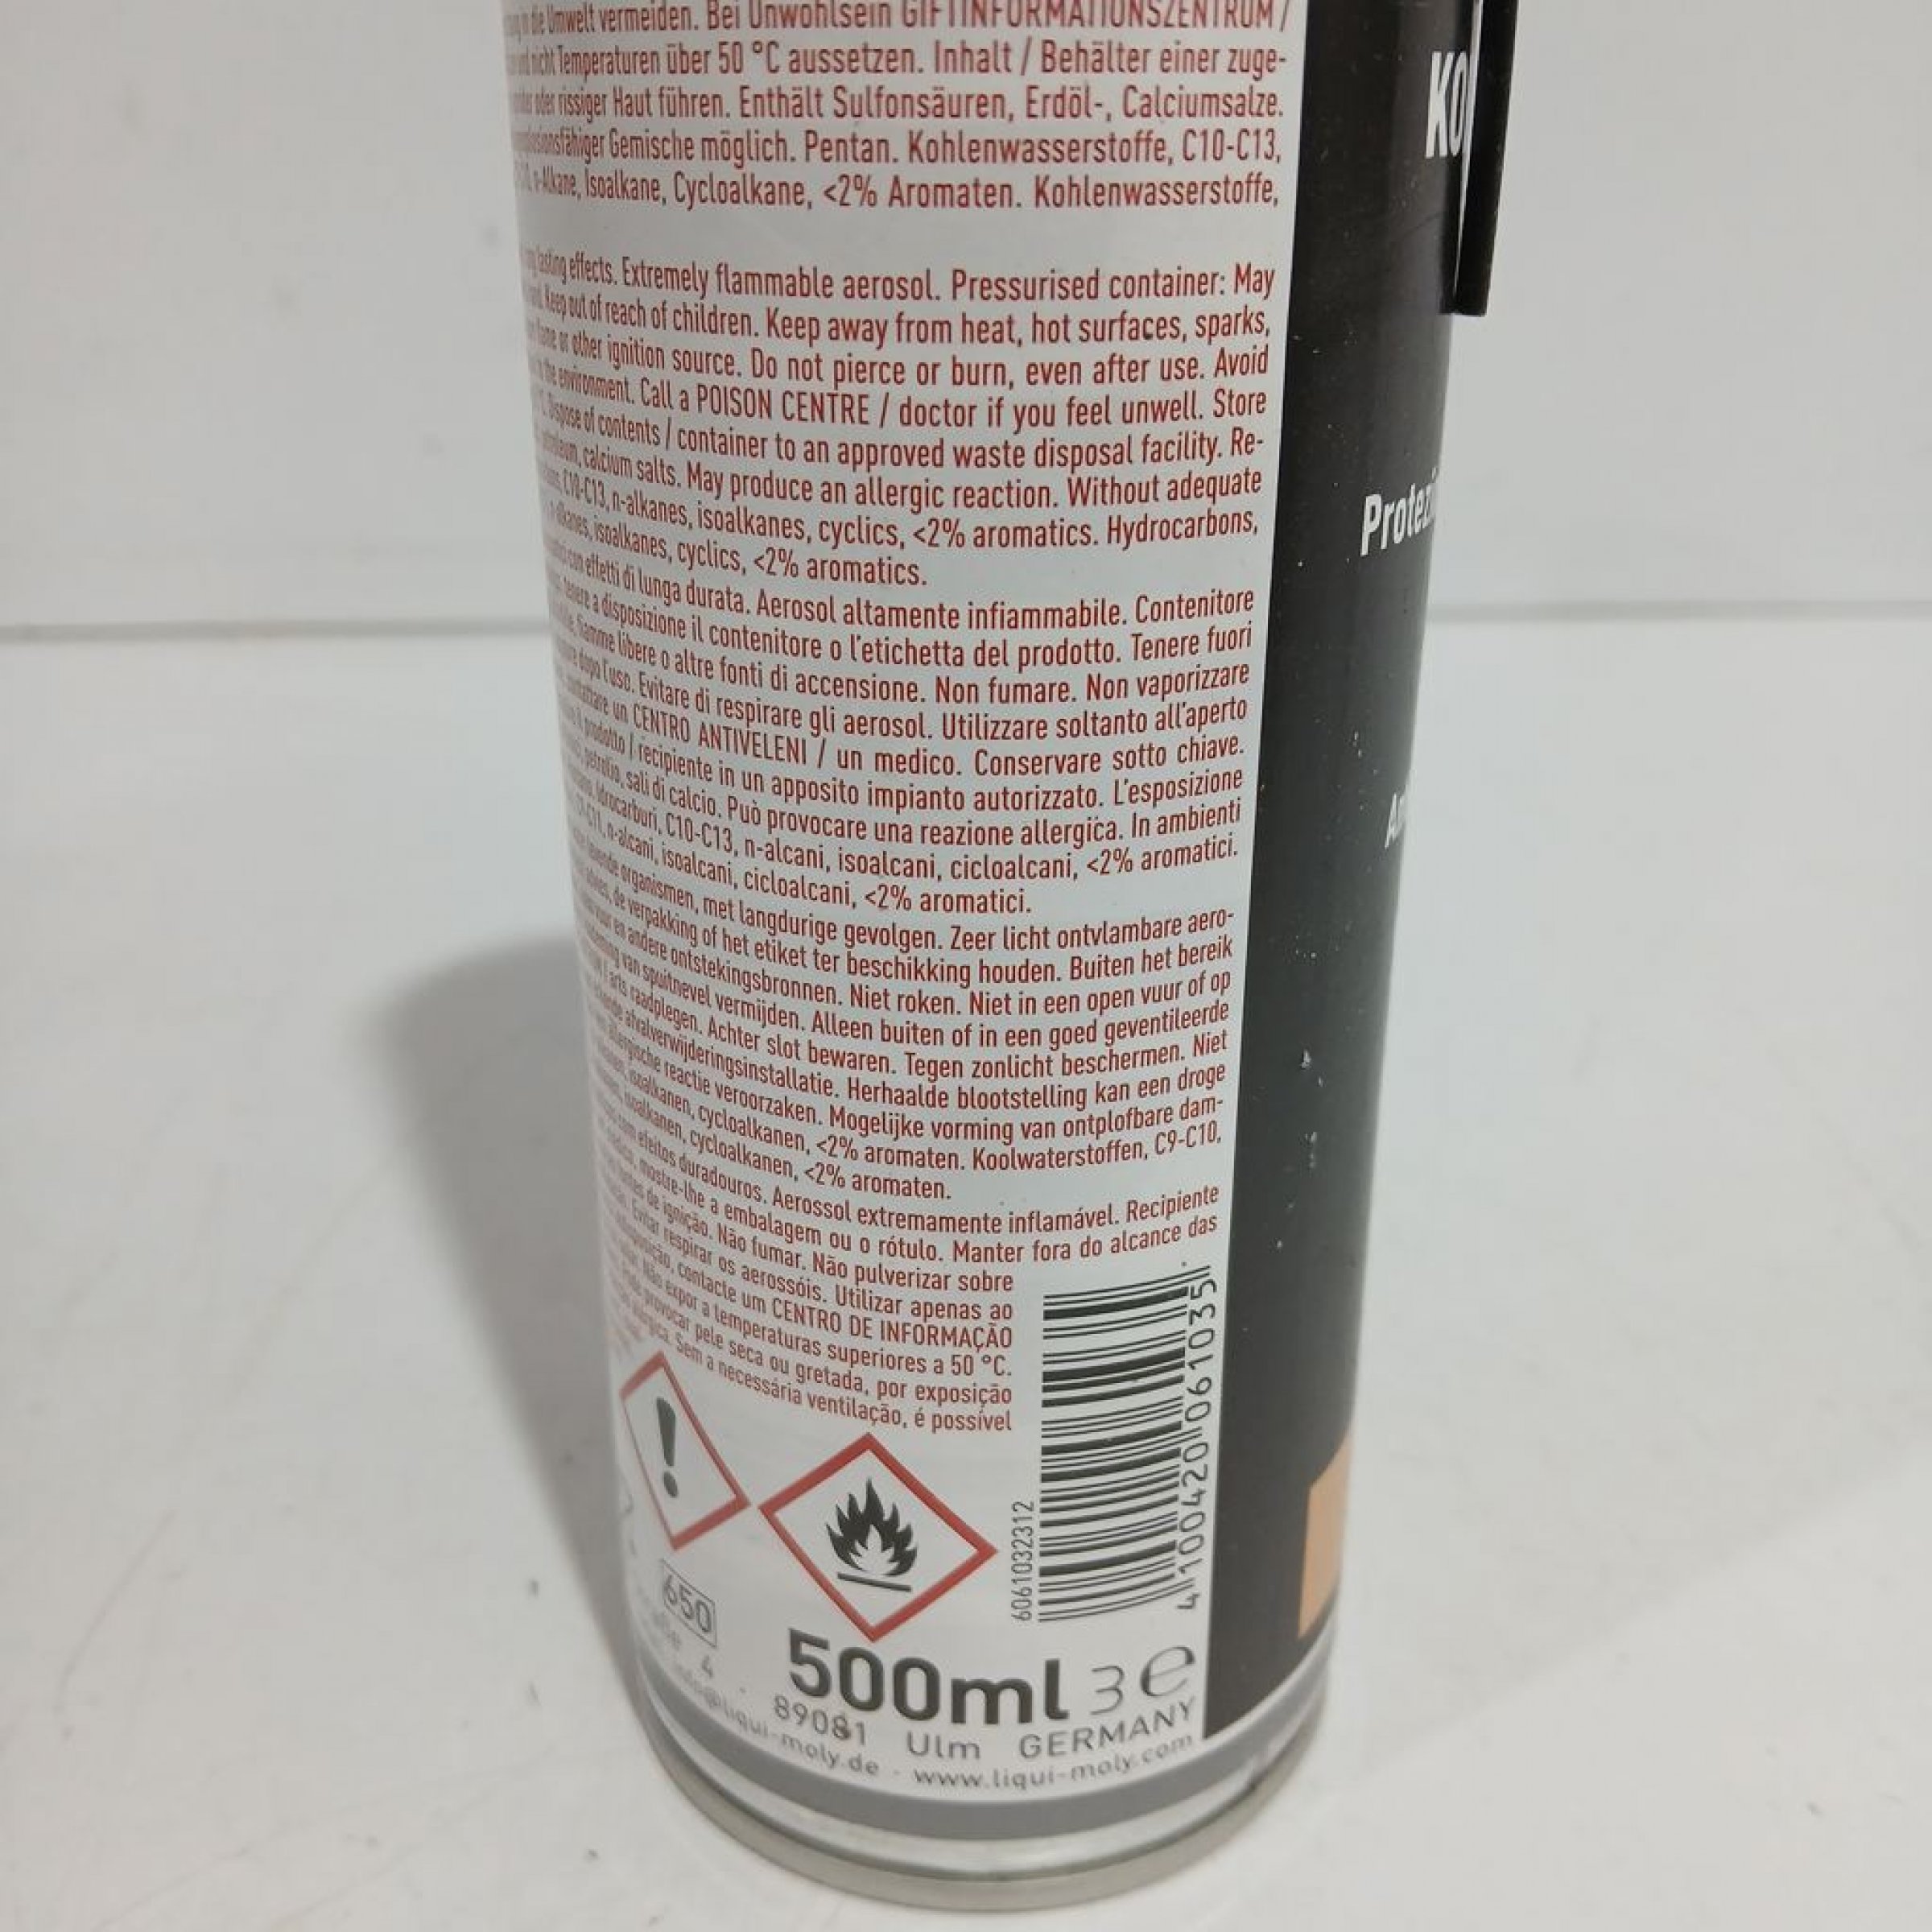 die Umwelt vermeiden. Bei Unwohlsein GIFTINFORMATIONSZENTRUM /
nicht Temperaturen über 50 °C aussetzen. Inhalt / Behälter einer zuge-
oder rissiger Haut führen. Enthält Sulfonsäuren, Erdöl-, Calciumsalze.
Gemische möglich. Pentan. Kohlenwasserstoffe, C10-C13,
n-Alkane, Isoalkane, Cycloalkane, <2% Aromaten. Kohlenwasserstoffe,
lasting effects. Extremely flammable aerosol. Pressurised container: May
Keep out of reach of children. Keep away from heat, hot surfaces, sparks,
or other ignition source. Do not pierce or burn, even after use. Avoid
the environment. Call a POISON CENTRE / doctor if you feel unwell. Store
Dispose of contents / container to an approved waste disposal facility. Re-
calcium salts. May produce an allergic reaction. Without adequate
C10-C13, n-alkanes, isoalkanes, cyclics, <2% aromatics. Hydrocarbons,
isoalkanes, cyclics, <2% aromatics.
con effetti di lunga durata. Aerosol altamente infiammabile. Contenitore
tenere a disposizione il contenitore o l'etichetta del prodotto. Tenere fuori
fiamme libere o altre fonti di accensione. Non fumare. Non vaporizzare
dopo l'uso. Evitare di respirare gli aerosol. Utilizzare soltanto all'aperto
contattare un CENTRO ANTIVELENI / un medico. Conservare sotto chiave.
il prodotto / recipiente in un apposito impianto autorizzato. L'esposizione
petrolio, sali di calcio. Può provocare una reazione allergica. In ambienti
Idrocarburi, C10-C13, n-alcani, isoalcani, cicloalcani, <2% aromatici.
n-alcani, isoalcani, cicloalcani, <2% aromatici.
organismen, met langdurige gevolgen. Zeer licht ontvlambare aero-
de verpakking of het etiket ter beschikking houden. Buiten het bereik
vuur en andere ontstekingsbronnen. Niet roken. Niet in een open vuur of op
van spuitnevel vermijden. Alleen buiten of in een goed geventileerde
arts raadplegen. Achter slot bewaren. Tegen zonlicht beschermen. Niet
afvalverwijderingsinstallatie. Herhaalde blootstelling kan een droge
allergische reactie veroorzaken. Mogelijke vorming van ontplofbare dam-
isoalkanen, cycloalkanen, <2% aromaten. Koolwaterstoffen, C9-C10,
isoalkanen, cycloalkanen, <2% aromaten.
com efeitos duradouros. Aerossol extremamente inflamável. Recipiente
mostre-lhe a embalagem ou o rótulo. Manter fora do alcance das
de ignição. Não fumar. Não pulverizar sobre
Evitar respirar os aerossóis. Utilizar apenas ao
contacte um CENTRO DE INFORMAÇÃO
Não expor a temperaturas superiores a 50 °C.
provocar pele seca ou gretada, por exposição
Sem a necessária ventilação, é possível
6061032312
4 100420 061035
650
500ml 3 e
4 · 89081 Ulm GERMANY
info@liqui-moly.de · www.liqui-moly.com
KO